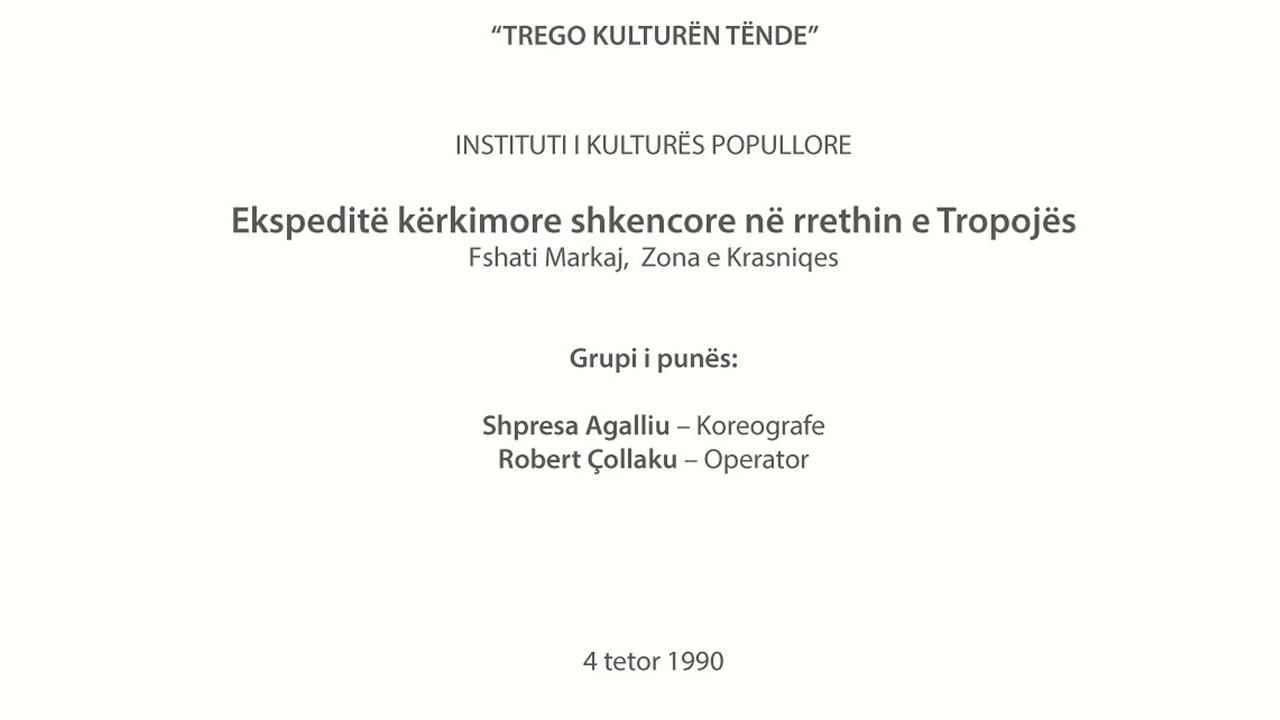 “TREGO KULTURËN TËNDE”
INSTITUTI I KULTURËS POPULLORE
Ekspeditë kërkimore shkencore në rrethin e Tropojës
Fshati Markaj, Zona e Krasniqes
Grupi i punës:
Shpresa Agalliu – Koreografe
Robert Çollaku – Operator
4 tetor 1990